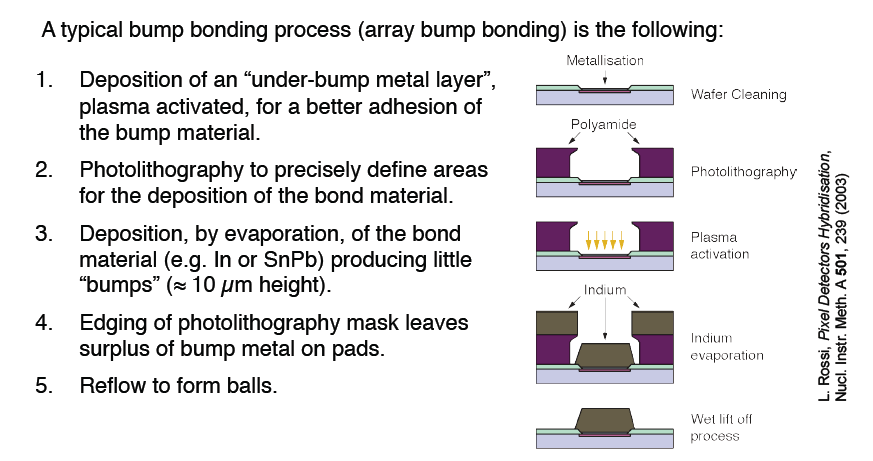 A typical bump bonding process (array bump bonding) is the following:
1. Deposition of an “under-bump metal layer”,
plasma activated, for a better adhesion of
the bump material.
2. Photolithography to precisely define areas
for the deposition of the bond material.
3. Deposition, by evaporation, of the bond
material (e.g. In or SnPb) producing little
“bumps” (≈ 10 μm height).
4. Edging of photolithography mask leaves
surplus of bump metal on pads.
5. Reflow to form balls.
Metallisation
Wafer Cleaning
Polyamide
Photolithography
Plasma
activation
Indium
Indium
evaporation
Wet lift off
process
L. Rossi, Pixel Detectors Hybridisation,
Nucl. Instr. Meth. A 501, 239 (2003)